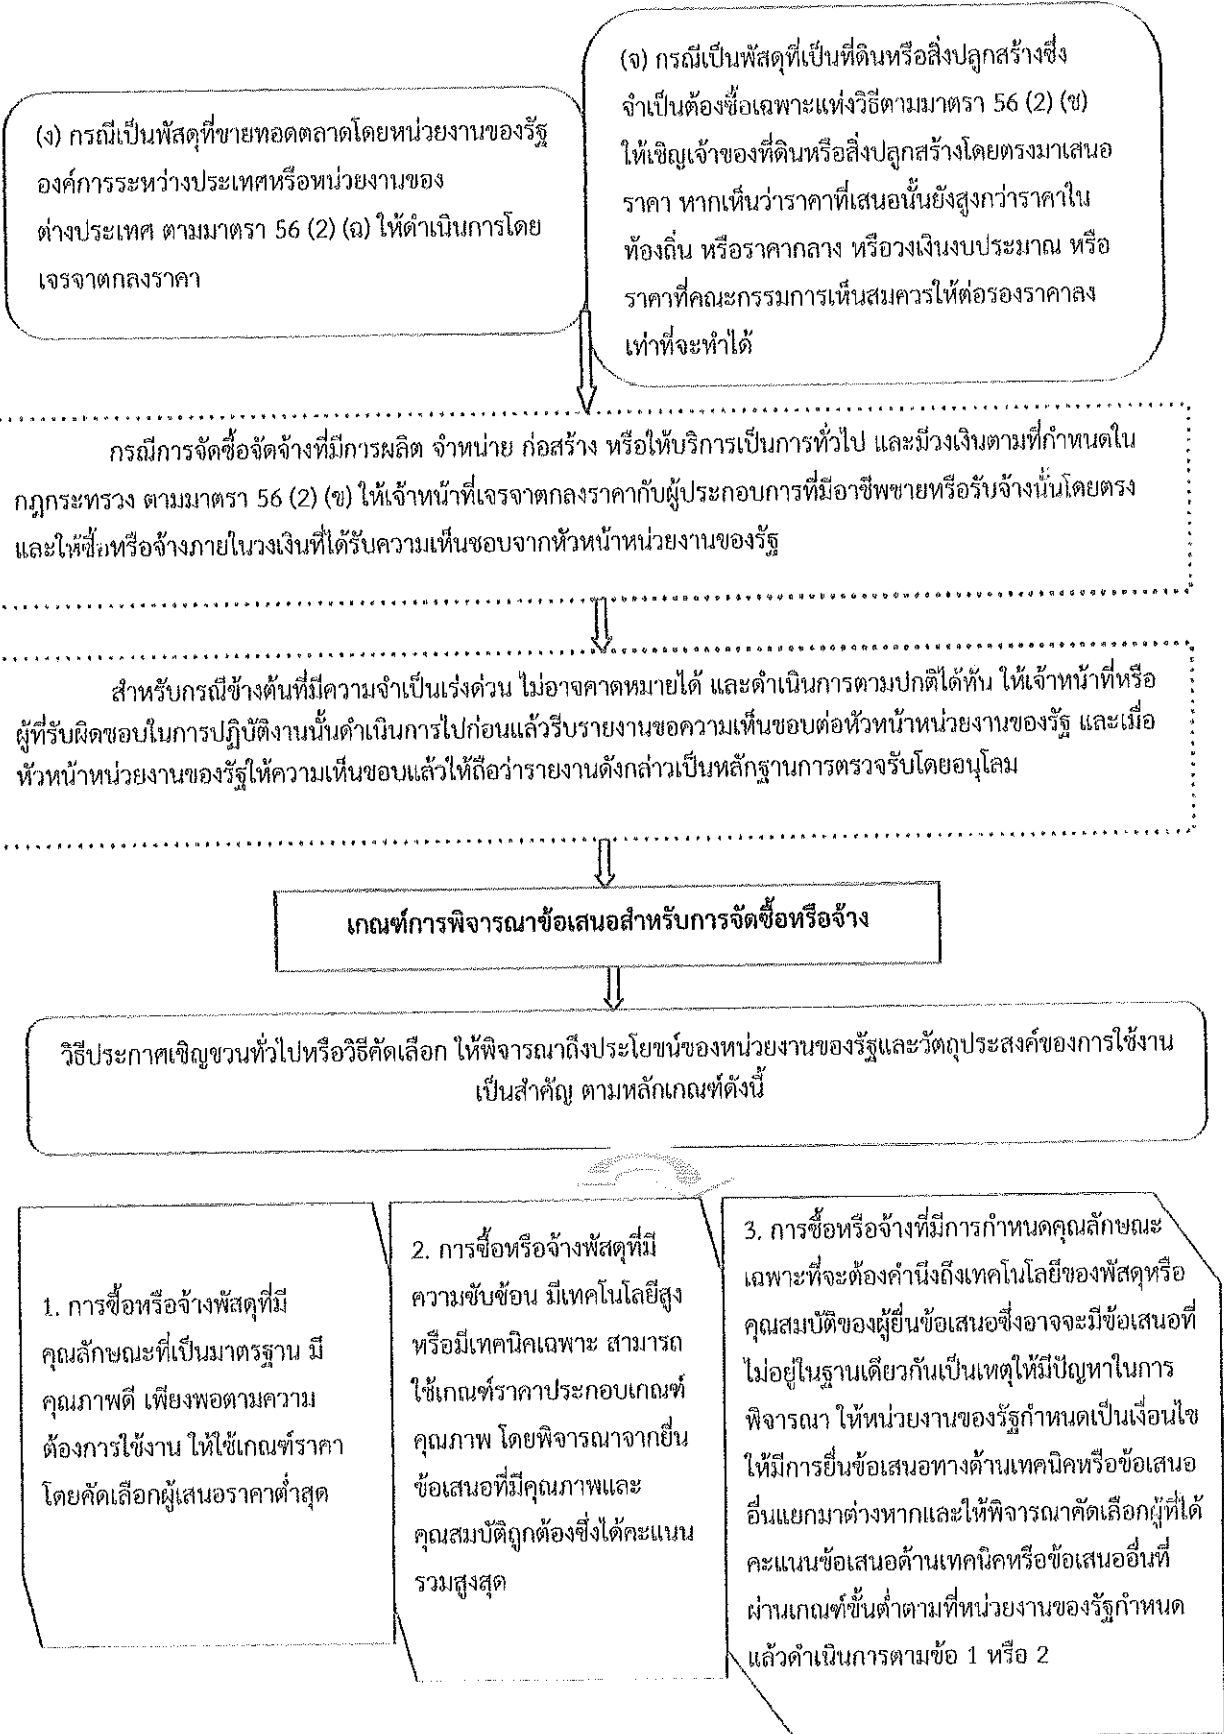 (ง) กรณีเป็นพัสดุที่ขายทอดตลาดโดยหน่วยงานของรัฐ
องค์การระหว่างประเทศหรือหน่วยงานของ
ต่างประเทศ ตามมาตรา 56 (2) (ฉ) ให้ดำเนินการโดย
เจรจาตกลงราคา
(จ) กรณีเป็นพัสดุที่เป็นที่ดินหรือสิ่งปลูกสร้างซึ่ง
จำเป็นต้องซื้อเฉพาะแห่งวิธีตามมาตรา 56 (2) (ช)
ให้เชิญเจ้าของที่ดินหรือสิ่งปลูกสร้างโดยตรงมาเสนอ
ราคา หากเห็นว่าราคาที่เสนอนั้นยังสูงกว่าราคาใน
ท้องถิ่น หรือราคากลาง หรือวงเงินงบประมาณ หรือ
ราคาที่คณะกรรมการเห็นสมควรให้ต่อรองราคาลง
เท่าที่จะทำได้
กรณีการจัดซื้อจัดจ้างที่มีการผลิต จำหน่าย ก่อสร้าง หรือให้บริการเป็นการทั่วไป และมีวงเงินตามที่กำหนดใน
กฎกระทรวง ตามมาตรา 56 (2) (ข) ให้เจ้าหน้าที่เจรจาตกลงราคากับผู้ประกอบการที่มีอาชีพขายหรือรับจ้างนั้นโดยตรง
และให้ซื้อหรือจ้างภายในวงเงินที่ได้รับความเห็นชอบจากหัวหน้าหน่วยงานของรัฐ
สำหรับกรณีข้างต้นที่มีความจำเป็นเร่งด่วน ไม่อาจคาดหมายได้ และดำเนินการตามปกติได้ทัน ให้เจ้าหน้าที่หรือ
ผู้ที่รับผิดชอบในการปฏิบัติงานนั้นดำเนินการไปก่อนแล้วรีบรายงานขอความเห็นชอบต่อหัวหน้าหน่วยงานของรัฐ และเมื่อ
หัวหน้าหน่วยงานของรัฐให้ความเห็นชอบแล้วให้ถือว่ารายงานดังกล่าวเป็นหลักฐานการตรวจรับโดยอนุโลม
เกณฑ์การพิจารณาข้อเสนอสำหรับการจัดซื้อหรือจ้าง
วิธีประกาศเชิญชวนทั่วไปหรือวิธีคัดเลือก ให้พิจารณาถึงประโยชน์ของหน่วยงานของรัฐและวัตถุประสงค์ของการใช้งาน
เป็นสำคัญ ตามหลักเกณฑ์ดังนี้
1. การซื้อหรือจ้างพัสดุที่มี
คุณลักษณะที่เป็นมาตรฐาน มี
คุณภาพดี เพียงพอตามความ
ต้องการใช้งาน ให้ใช้เกณฑ์ราคา
โดยคัดเลือกผู้เสนอราคาต่ำสุด
2. การซื้อหรือจ้างพัสดุที่มี
ความซับซ้อน มีเทคโนโลยีสูง
หรือมีเทคนิคเฉพาะ สามารถ
ใช้เกณฑ์ราคาประกอบเกณฑ์
คุณภาพ โดยพิจารณาจากยื่น
ข้อเสนอที่มีคุณภาพและ
คุณสมบัติถูกต้องซึ่งได้คะแนน
รวมสูงสุด
3. การซื้อหรือจ้างที่มีการกำหนดคุณลักษณะ
เฉพาะที่จะต้องคำนึงถึงเทคโนโลยีของพัสดุหรือ
คุณสมบัติของผู้ยื่นข้อเสนอซึ่งอาจจะมีข้อเสนอที่
ไม่อยู่ในฐานเดียวกันเป็นเหตุให้มีปัญหาในการ
พิจารณา ให้หน่วยงานของรัฐกำหนดเป็นเงื่อนไข
ให้มีการยื่นข้อเสนอทางด้านเทคนิคหรือข้อเสนอ
อื่นแยกมาต่างหากและให้พิจารณาคัดเลือกผู้ที่ได้
คะแนนข้อเสนอด้านเทคนิคหรือข้อเสนออื่นที่
ผ่านเกณฑ์ขั้นต่ำตามที่หน่วยงานของรัฐกำหนด
แล้วดำเนินการตามข้อ 1 หรือ 2